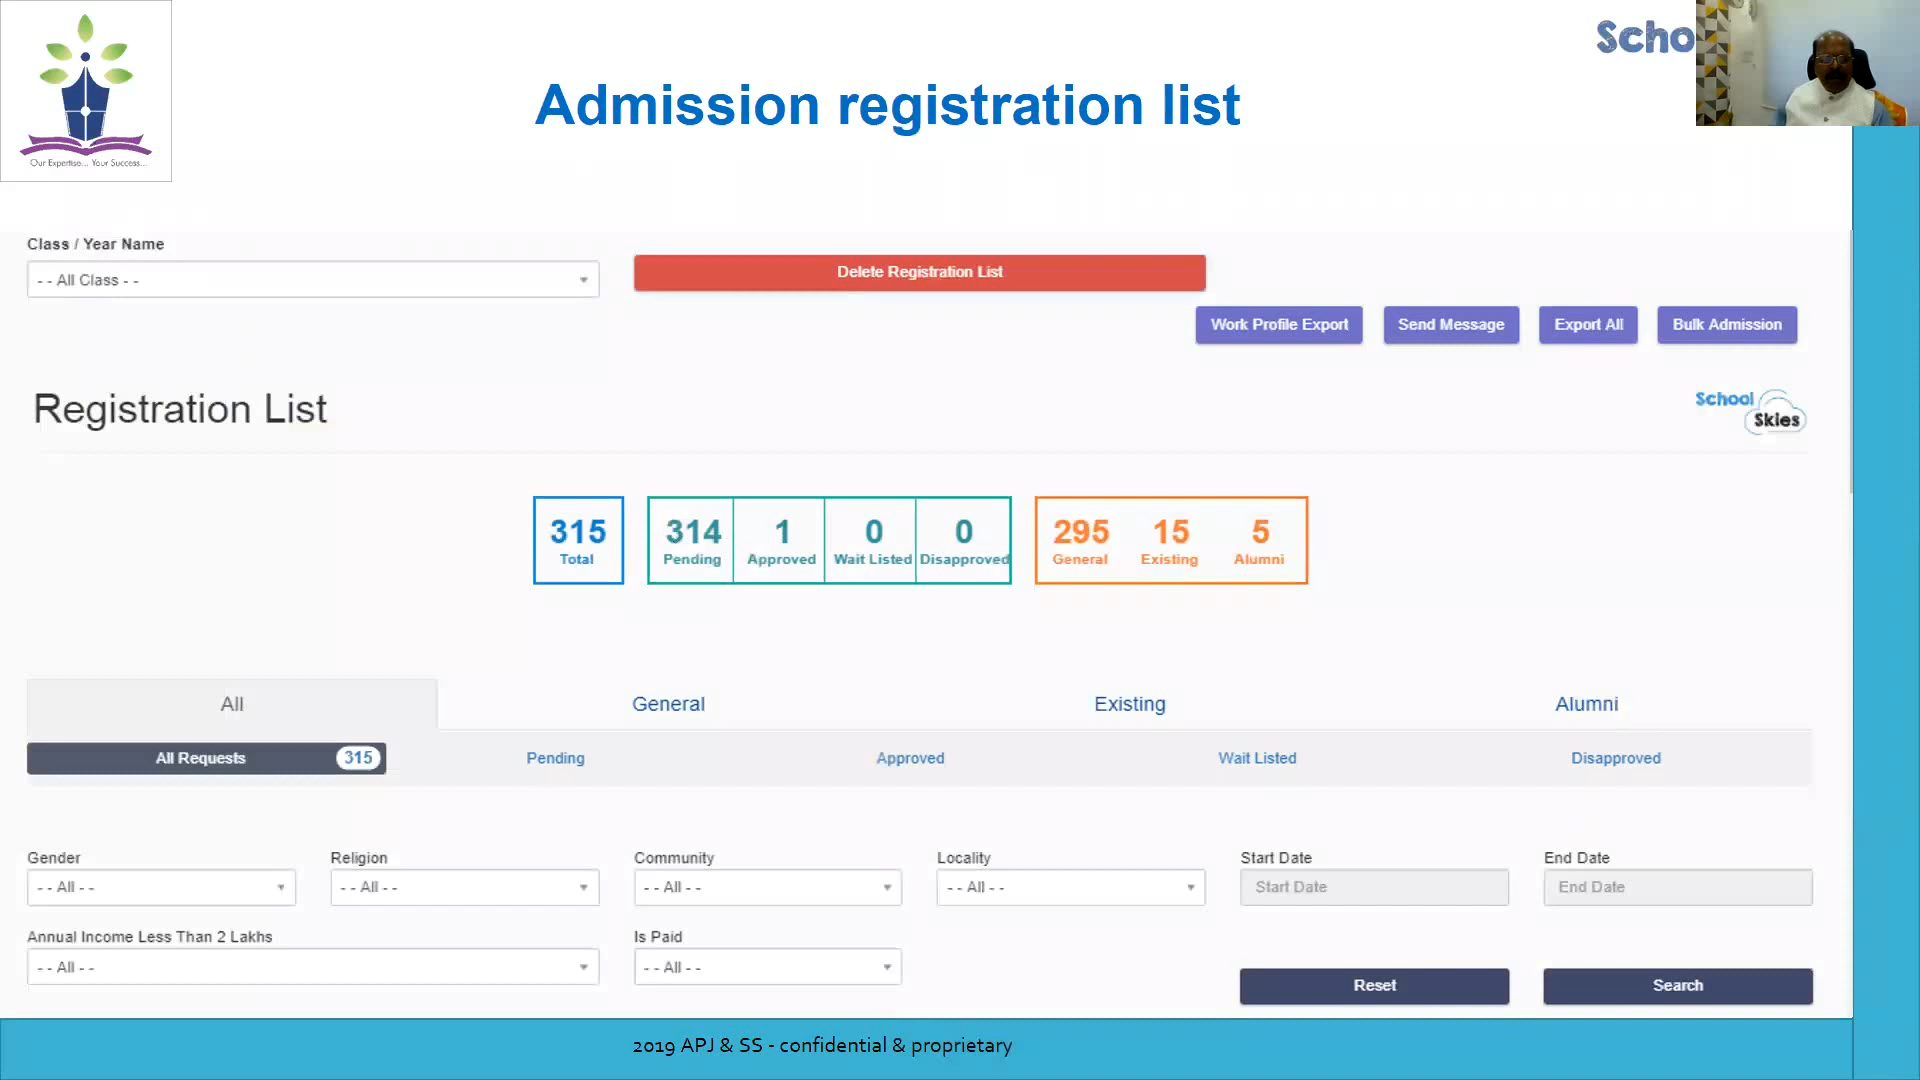 Scho
Admission registration list
Our Expertise... Your Success...
Class / Year Name
- - All Class - -
Delete Registration List
Work Profile Export
Send Message
Export All
Bulk Admission
Registration List
School
Skies
315
Total
314
Pending
1
Approved
0
Wait Listed
0
Disapproved
295
General
15
Existing
5
Alumni
All
General
Existing
Alumni
All Requests 315
Pending
Approved
Wait Listed
Disapproved
Gender
- - All - -
Religion
- - All - -
Community
- - All - -
Locality
- - All - -
Start Date
Start Date
End Date
End Date
Annual Income Less Than 2 Lakhs
- - All - -
Is Paid
- - All - -
Reset
Search
2019 APJ & SS - confidential & proprietary